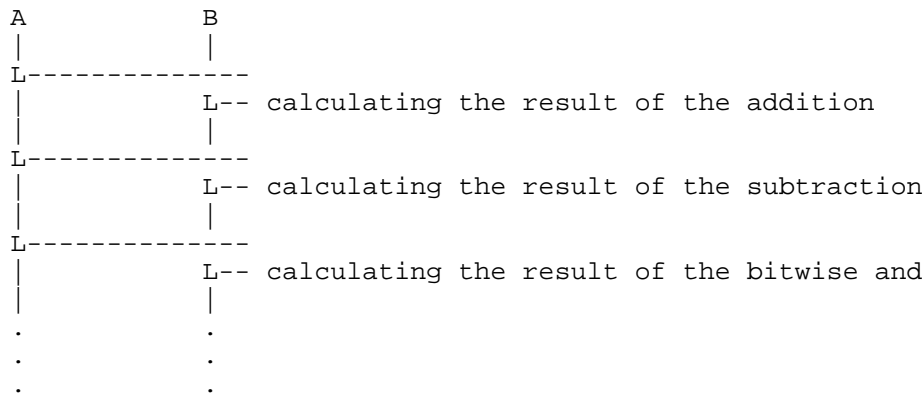 A B
L--------------
L-- calculating the result of the addition
L--------------
L-- calculating the result of the subtraction
L--------------
L-- calculating the result of the bitwise and
. .
. .
. .